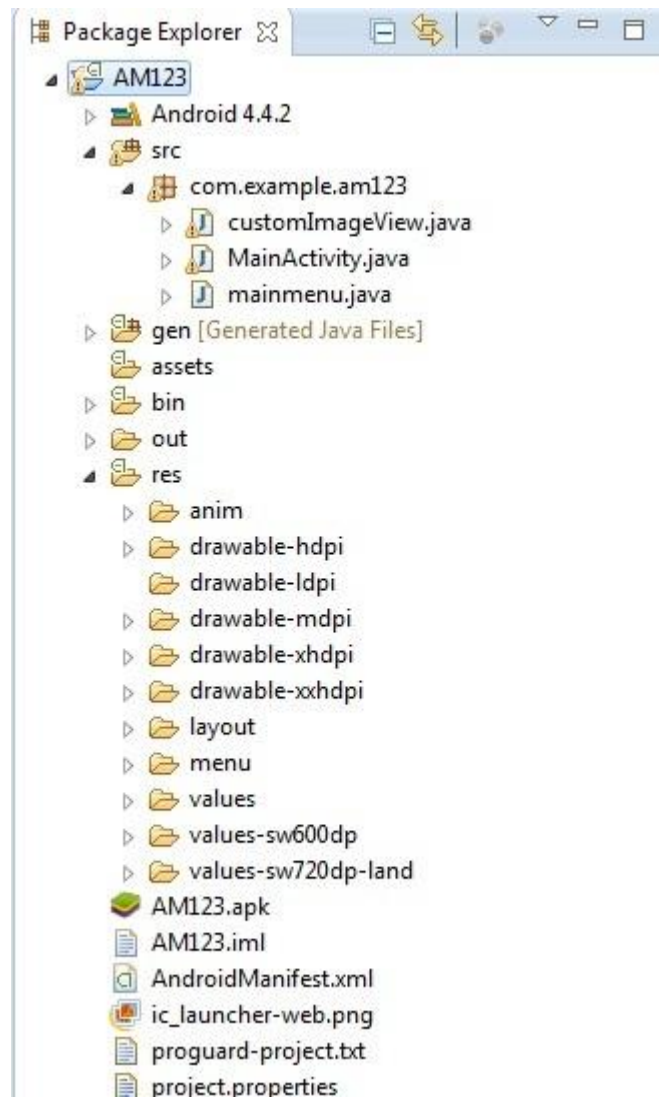 Package Explorer
AM123
Android 4.4.2
src
com.example.am123
customImageView.java
MainActivity.java
mainmenu.java
gen [Generated Java Files]
assets
bin
out
res
anim
drawable-hdpi
drawable-ldpi
drawable-mdpi
drawable-xhdpi
drawable-xxhdpi
layout
menu
values
values-sw600dp
values-sw720dp-land
AM123.apk
AM123.iml
AndroidManifest.xml
ic_launcher-web.png
proguard-project.txt
project.properties